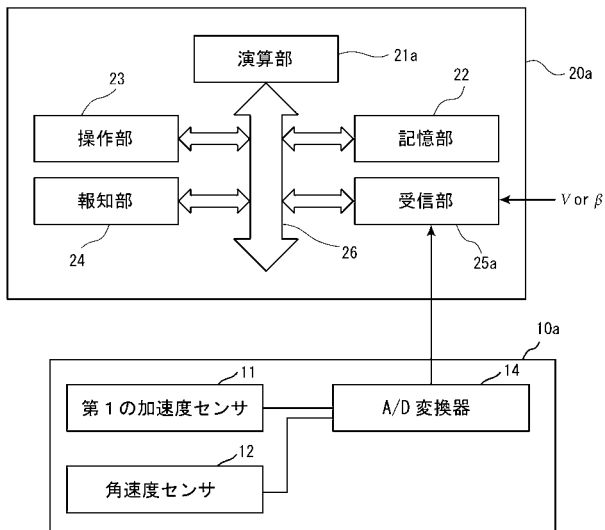 演算部
21a
20a
23
操作部
22
記憶部
報知部
24
受信部
V or β
26
25a
10a
11
第1の加速度センサ
14
A/D変換器
12
角速度センサ